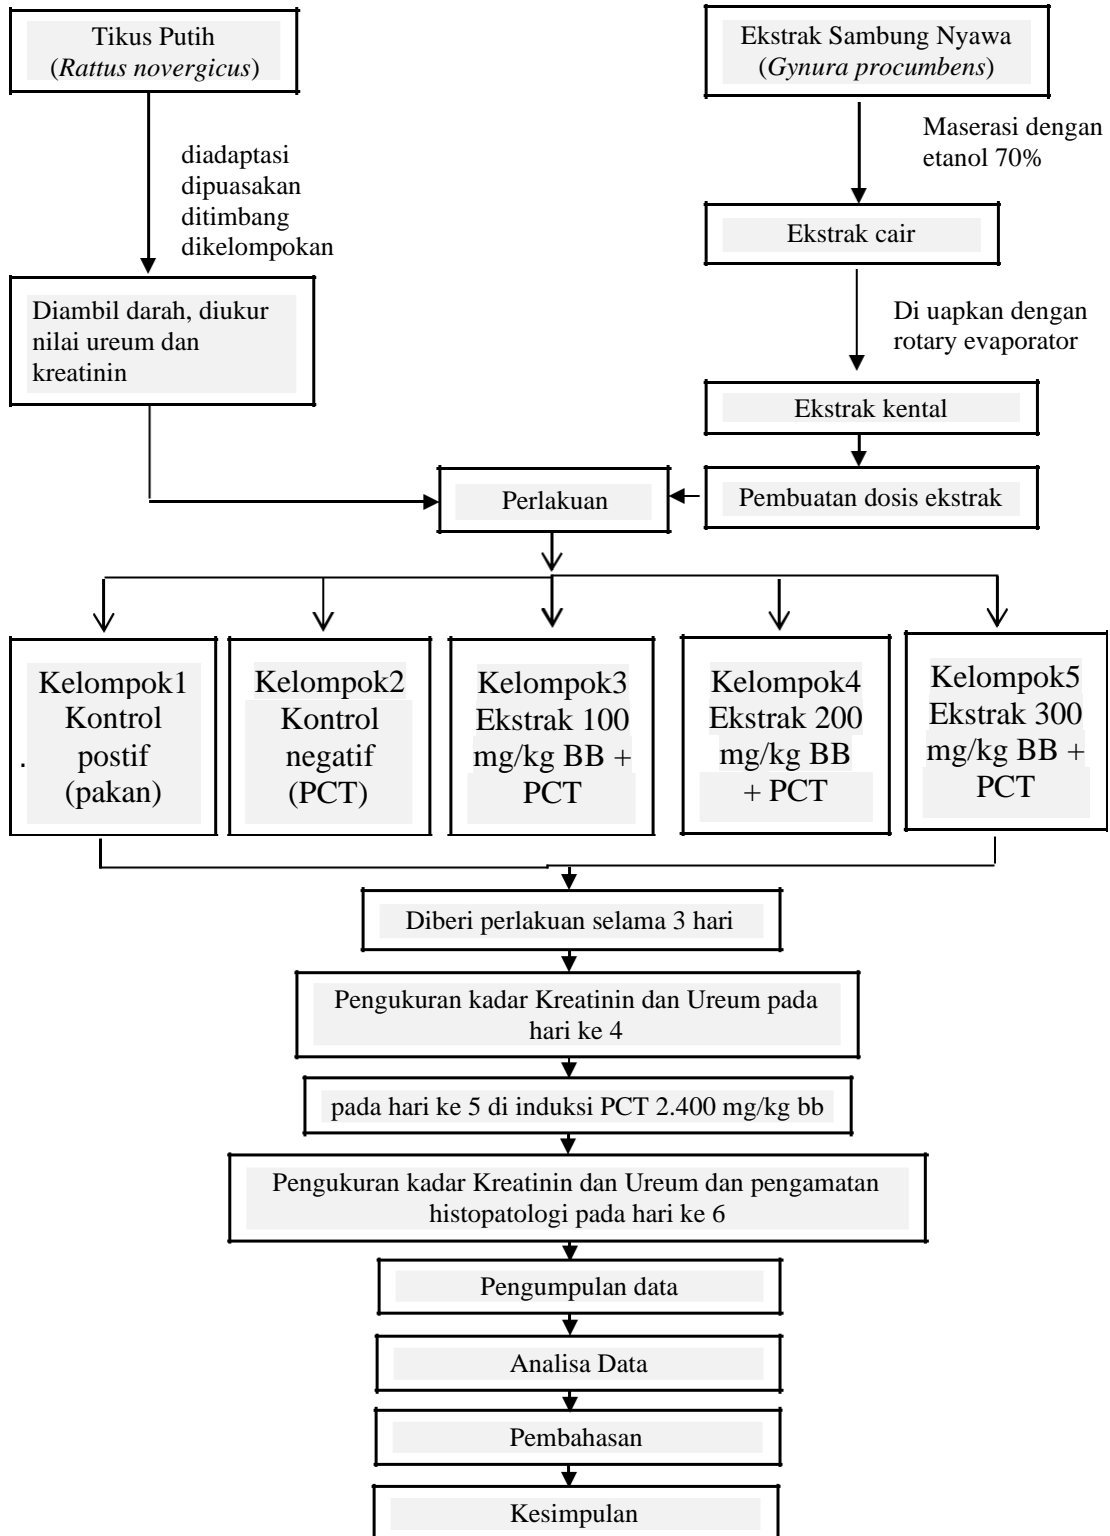 Tikus Putih
(Rattus novergicus)
Ekstrak Sambung Nyawa
(Gynura procumbens)
diadaptasi
dipuasakan
ditimbang
dikelompokan
Maserasi dengan
etanol 70%
Ekstrak cair
Diambil darah, diukur
nilai ureum dan
kreatinin
Di uapkan dengan
rotary evaporator
Ekstrak kental
Perlakuan
Pembuatan dosis ekstrak
Kelompok1
Kontrol
postif
(pakan)
.
Kelompok2
Kontrol
negatif
(PCT)
Kelompok3
Ekstrak 100
mg/kg BB +
PCT
Kelompok4
Ekstrak 200
mg/kg BB
+ PCT
Kelompok5
Ekstrak 300
mg/kg BB +
PCT
Diberi perlakuan selama 3 hari
Pengukuran kadar Kreatinin dan Ureum pada
hari ke 4
pada hari ke 5 di induksi PCT 2.400 mg/kg bb
Pengukuran kadar Kreatinin dan Ureum dan pengamatan
histopatologi pada hari ke 6
Pengumpulan data
Analisa Data
Pembahasan
Kesimpulan